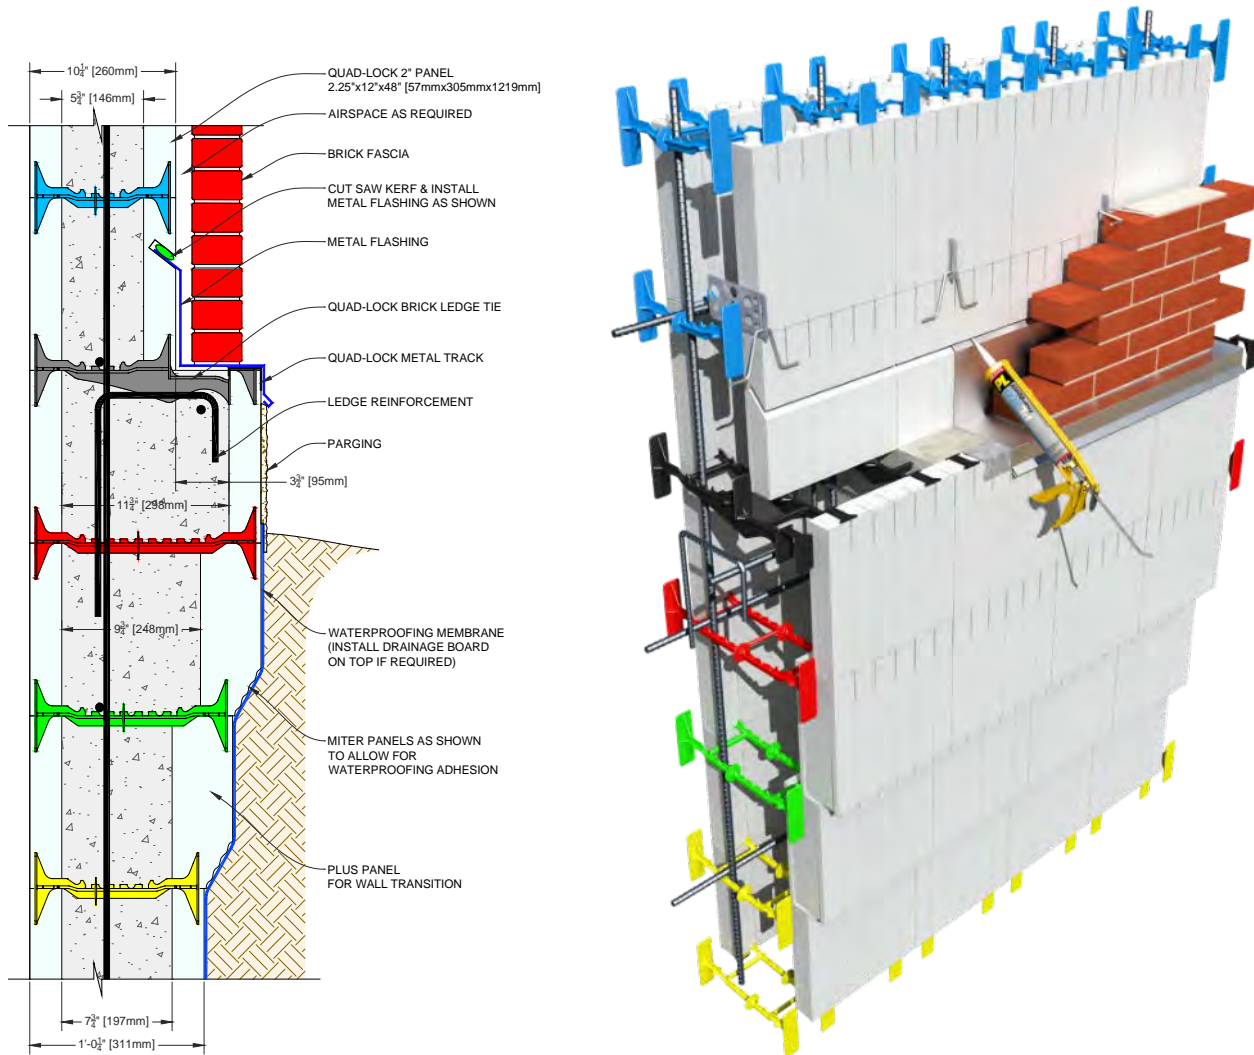 10¼" [260mm]
5¾" [146mm]
QUAD-LOCK 2" PANEL
2.25"x12"x48" [57mmx305mmx1219mm]
AIRSPACE AS REQUIRED
BRICK FASCIA
CUT SAW KERF & INSTALL
METAL FLASHING AS SHOWN
METAL FLASHING
QUAD-LOCK BRICK LEDGE TIE
QUAD-LOCK METAL TRACK
LEDGE REINFORCEMENT
PARGING
3¾" [95mm]
11¾" [298mm]
9¾" [248mm]
WATERPROOFING MEMBRANE
(INSTALL DRAINAGE BOARD
ON TOP IF REQUIRED)
MITER PANELS AS SHOWN
TO ALLOW FOR
WATERPROOFING ADHESION
PLUS PANEL
FOR WALL TRANSITION
7¾" [197mm]
1'-0¼" [311mm]
PL